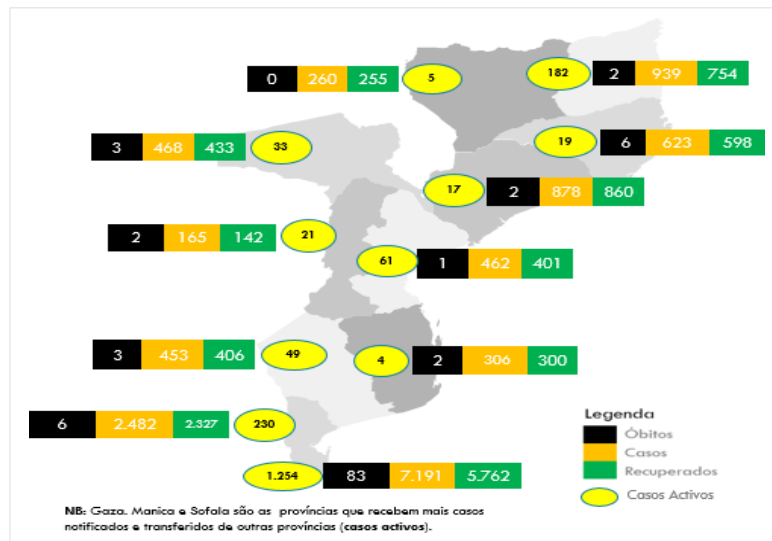 0 260 255 5
182 2 939 754
3 468 433 33
19 6 623 598
17 2 878 860
2 165 142 21
61 1 462 401
3 453 406 49
4 2 306 300
6 2.482 2.327 230
1.254 83 7.191 5.762
Legenda
Óbitos
Casos
Recuperados
Casos Activos
NB: Gaza. Manica e Sofala são as províncias que recebem mais casos
notificados e transferidos de outras províncias (casos activos).